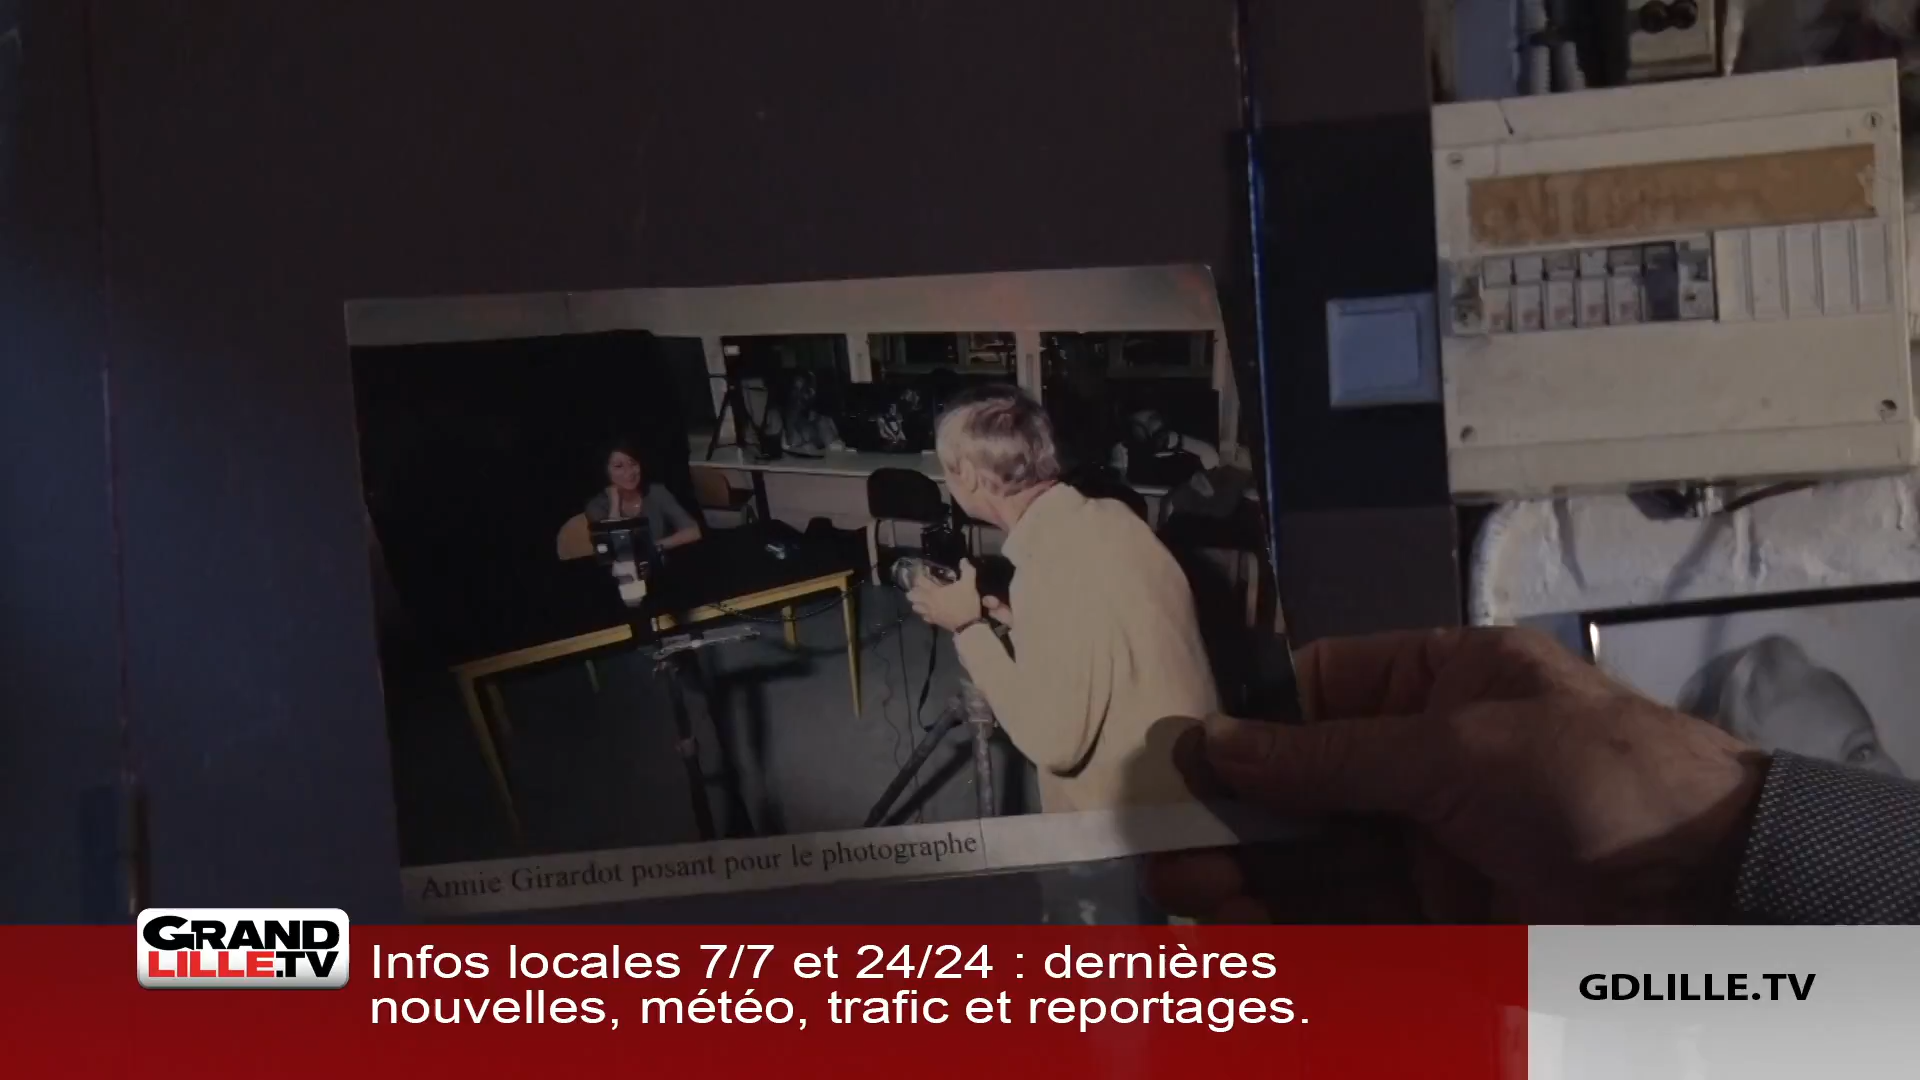 Annie Girardot posant pour le photographe
GRAND
LILLE.TV
Infos locales 7/7 et 24/24 : dernières
nouvelles, météo, trafic et reportages.
GDLILLE.TV